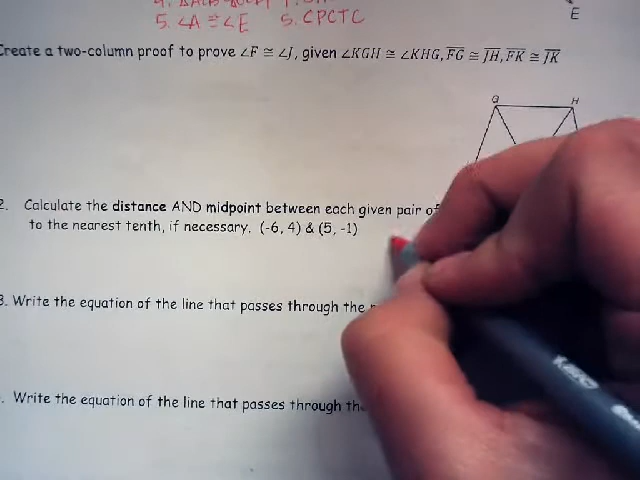 5. ∠A ≅ ∠E 5. CPCTC
E
Create a two-column proof to prove ∠F ≅ ∠J, given ∠KGH ≅ ∠KHG, FG ≅ JH, FK ≅ JK
G H
2. Calculate the distance AND midpoint between each given pair of
to the nearest tenth, if necessary. (-6, 4) & (5, -1)
3. Write the equation of the line that passes through the
. Write the equation of the line that passes through